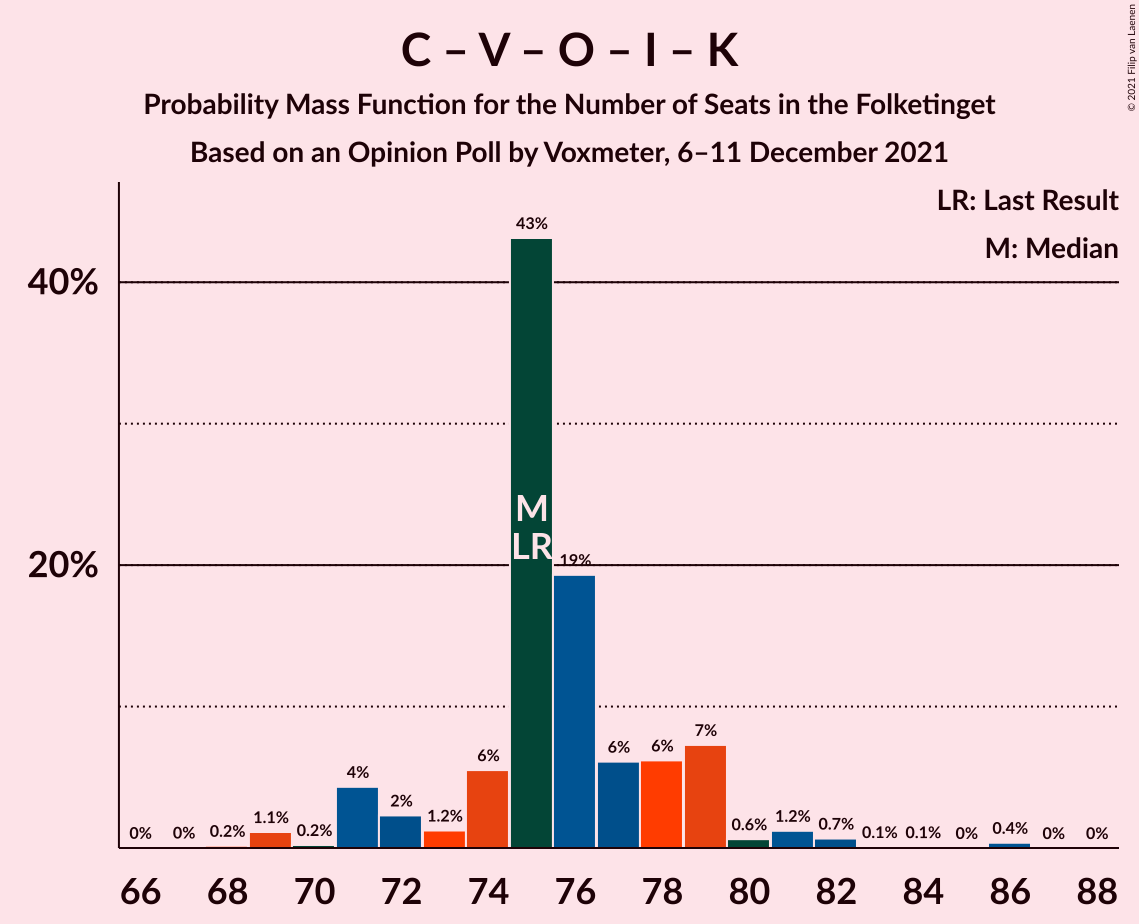 C – V – O – I – K
Probability Mass Function for the Number of Seats in the Folketinget
Based on an Opinion Poll by Voxmeter, 6–11 December 2021
© 2021 Filip van Laenen
LR: Last Result
M: Median
40%
20%
0%
0%
0.2%
1.1%
0.2%
4%
2%
1.2%
6%
43%
M
LR
19%
6%
6%
7%
0.6%
1.2%
0.7%
0.1%
0.1%
0%
0.4%
0%
0%
66 68 70 72 74 76 78 80 82 84 86 88